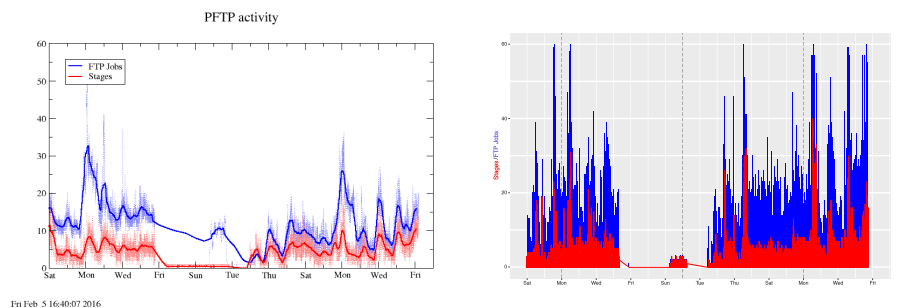 PFTP activity
60
50
40
30
20
10
0
FTP Jobs
Stages
Sat Mon Wed Fri Sun Tue Thu Sat Mon Wed Fri
Fri Feb 5 16:40:07 2016
Stages/FTP Jobs
60
40
20
0
Sat Mon Wed Fri Sun Tue Thu Sat Mon Wed Fri